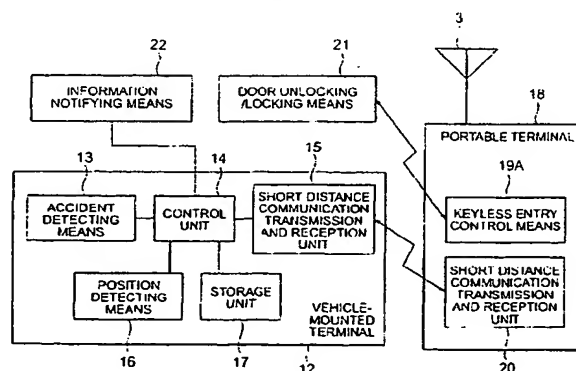 22
21
3
INFORMATION
NOTIFYING MEANS
DOOR UNLOCKING
/LOCKING MEANS
18
PORTABLE TERMINAL
13
14
15
19A
ACCIDENT
DETECTING
MEANS
CONTROL
UNIT
SHORT DISTANCE
COMMUNICATION
TRANSMISSION
AND RECEPTION
UNIT
KEYLESS ENTRY
CONTROL MEANS
POSITION
DETECTING
MEANS
STORAGE
UNIT
VEHICLE-
MOUNTED
TERMINAL
SHORT DISTANCE
COMMUNICATION
TRANSMISSION
AND RECEPTION
UNIT
16
17
12
20